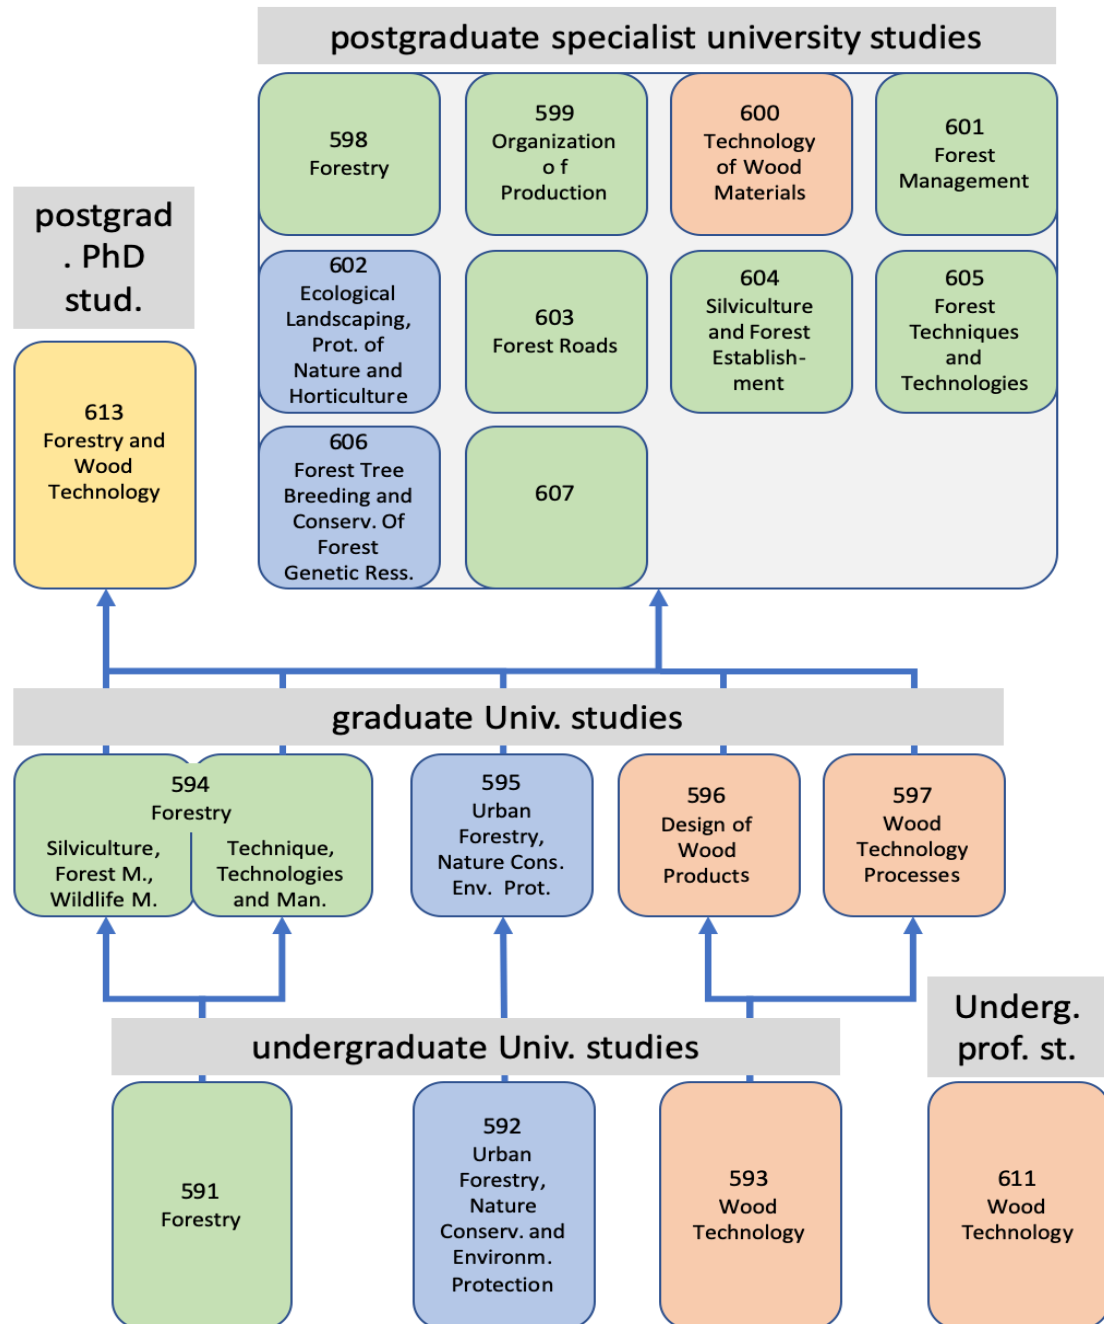 postgraduate specialist university studies
598
Forestry
599
Organization
o f
Production
600
Technology
of Wood
Materials
601
Forest
Management
postgrad
. PhD
stud.
602
Ecological
Landscaping,
Prot. of
Nature and
Horticulture
603
Forest Roads
604
Silviculture
and Forest
Establish-
ment
605
Forest
Techniques
and
Technologies
613
Forestry and
Wood
Technology
606
Forest Tree
Breeding and
Conserv. Of
Forest
Genetic Ress.
607
graduate Univ. studies
594
Forestry
Silviculture,
Forest M.,
Wildlife M.
Technique,
Technologies
and Man.
595
Urban
Forestry,
Nature Cons.
Env. Prot.
596
Design of
Wood
Products
597
Wood
Technology
Processes
undergraduate Univ. studies
Underg.
prof. st.
591
Forestry
592
Urban
Forestry,
Nature
Conserv. and
Environm.
Protection
593
Wood
Technology
611
Wood
Technology